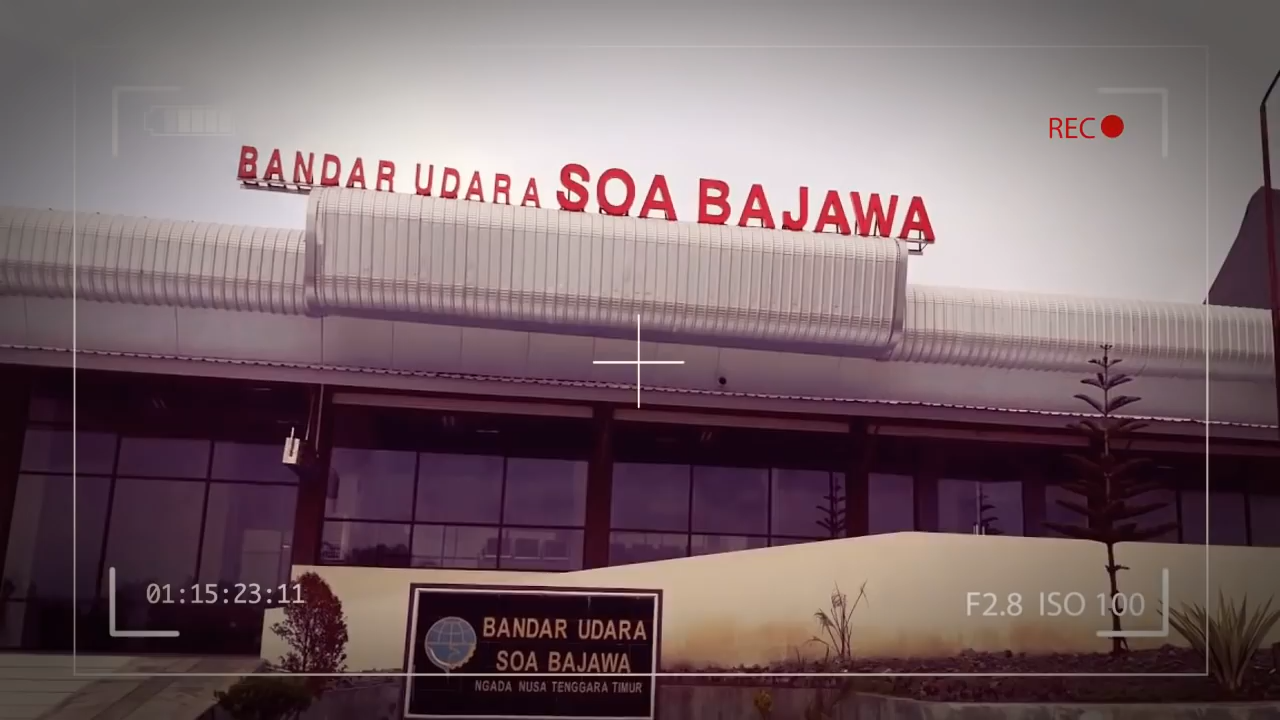 REC
BANDAR UDARA SOA BAJAWA
01:15:23:11
F2.8 ISO 100
BANDAR UDARA
SOA BAJAWA
NGADA NUSA TENGGARA TIMUR